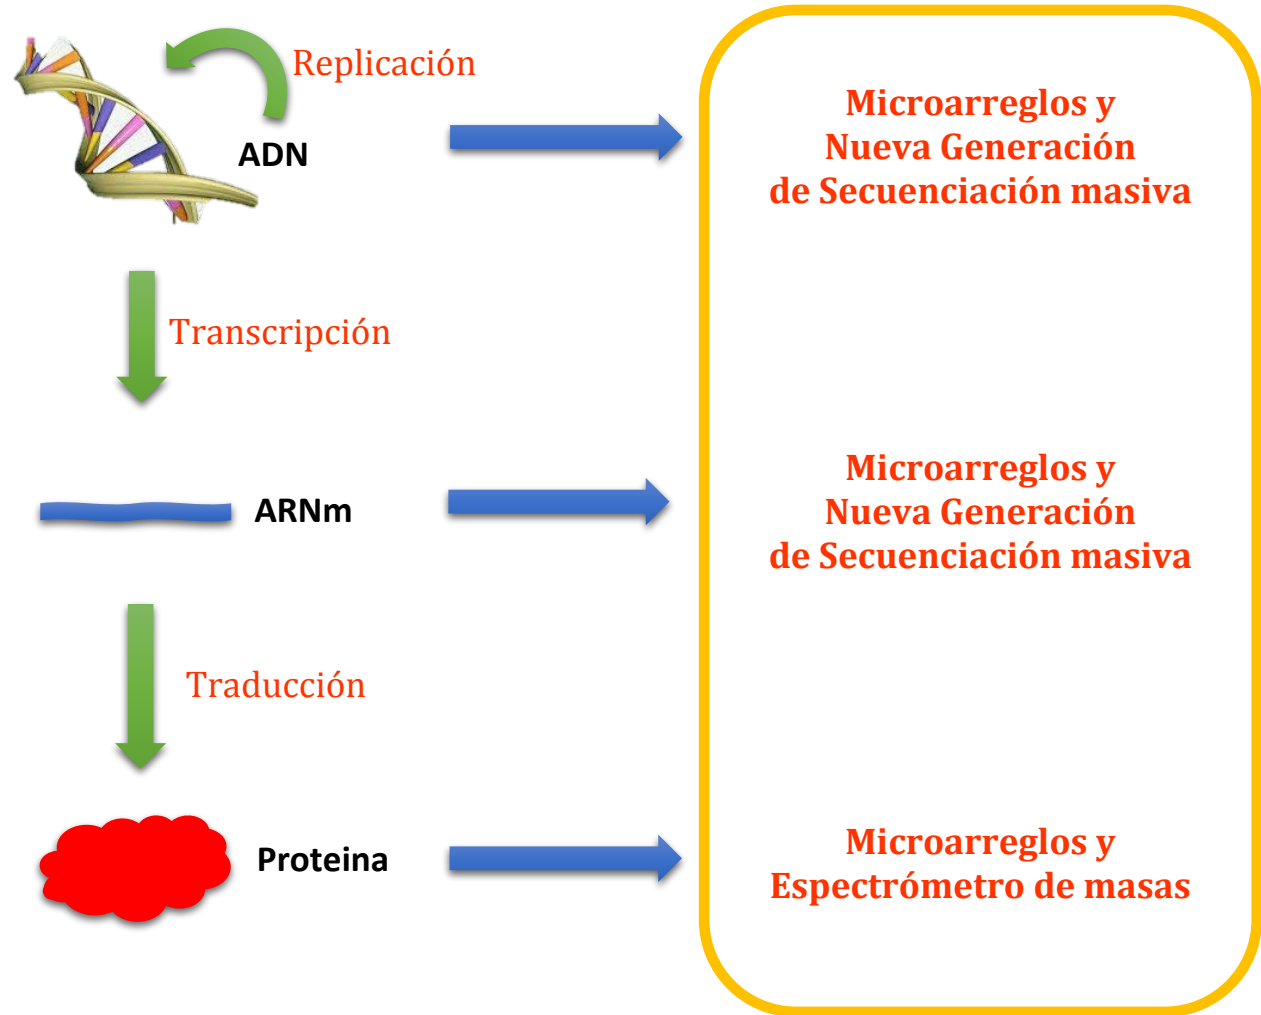 Replicación
ADN
Microarreglos y
Nueva Generación
de Secuenciación masiva
Transcripción
ARNm
Microarreglos y
Nueva Generación
de Secuenciación masiva
Traducción
Proteina
Microarreglos y
Espectrómetro de masas